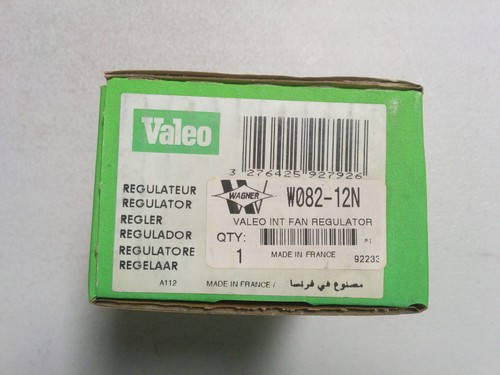 Valeo
3 276425 927926
REGULATEUR
REGULATOR
REGLER
REGULADOR
REGULATORE
REGELAAR
A112
WAGNER
W082-12N
VALEO INT FAN REGULATOR
QTY:
1
P1
MADE IN FRANCE
92233
MADE IN FRANCE / مصنوع في فرنسا